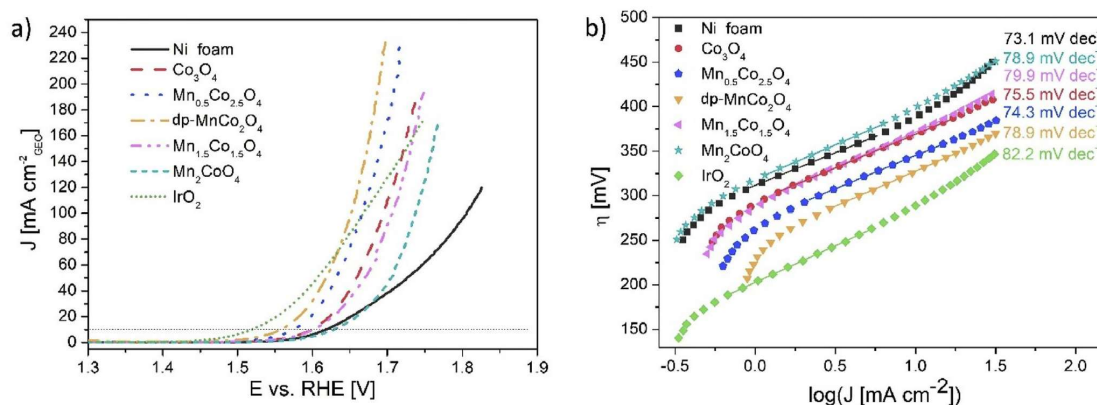 a)
240
220
200
180
160
140
120
100
80
60
40
20
0
J [mA cm⁻²GEO]
Ni foam
Co₃O₄
Mn₀.₅Co₂.₅O₄
dp-MnCo₂O₄
Mn₁.₅Co₁.₅O₄
Mn₂CoO₄
IrO₂
1.3 1.4 1.5 1.6 1.7 1.8 1.9
E vs. RHE [V]
b)
500
450
400
350
300
250
200
150
η [mV]
Ni foam
Co₃O₄
Mn₀.₅Co₂.₅O₄
dp-MnCo₂O₄
Mn₁.₅Co₁.₅O₄
Mn₂CoO₄
IrO₂
73.1 mV dec⁻
78.9 mV dec⁻
79.9 mV dec⁻
75.5 mV dec⁻
74.3 mV dec⁻
78.9 mV dec⁻
82.2 mV dec⁻
-0.5 0.0 0.5 1.0 1.5 2.0
log(J [mA cm⁻²])